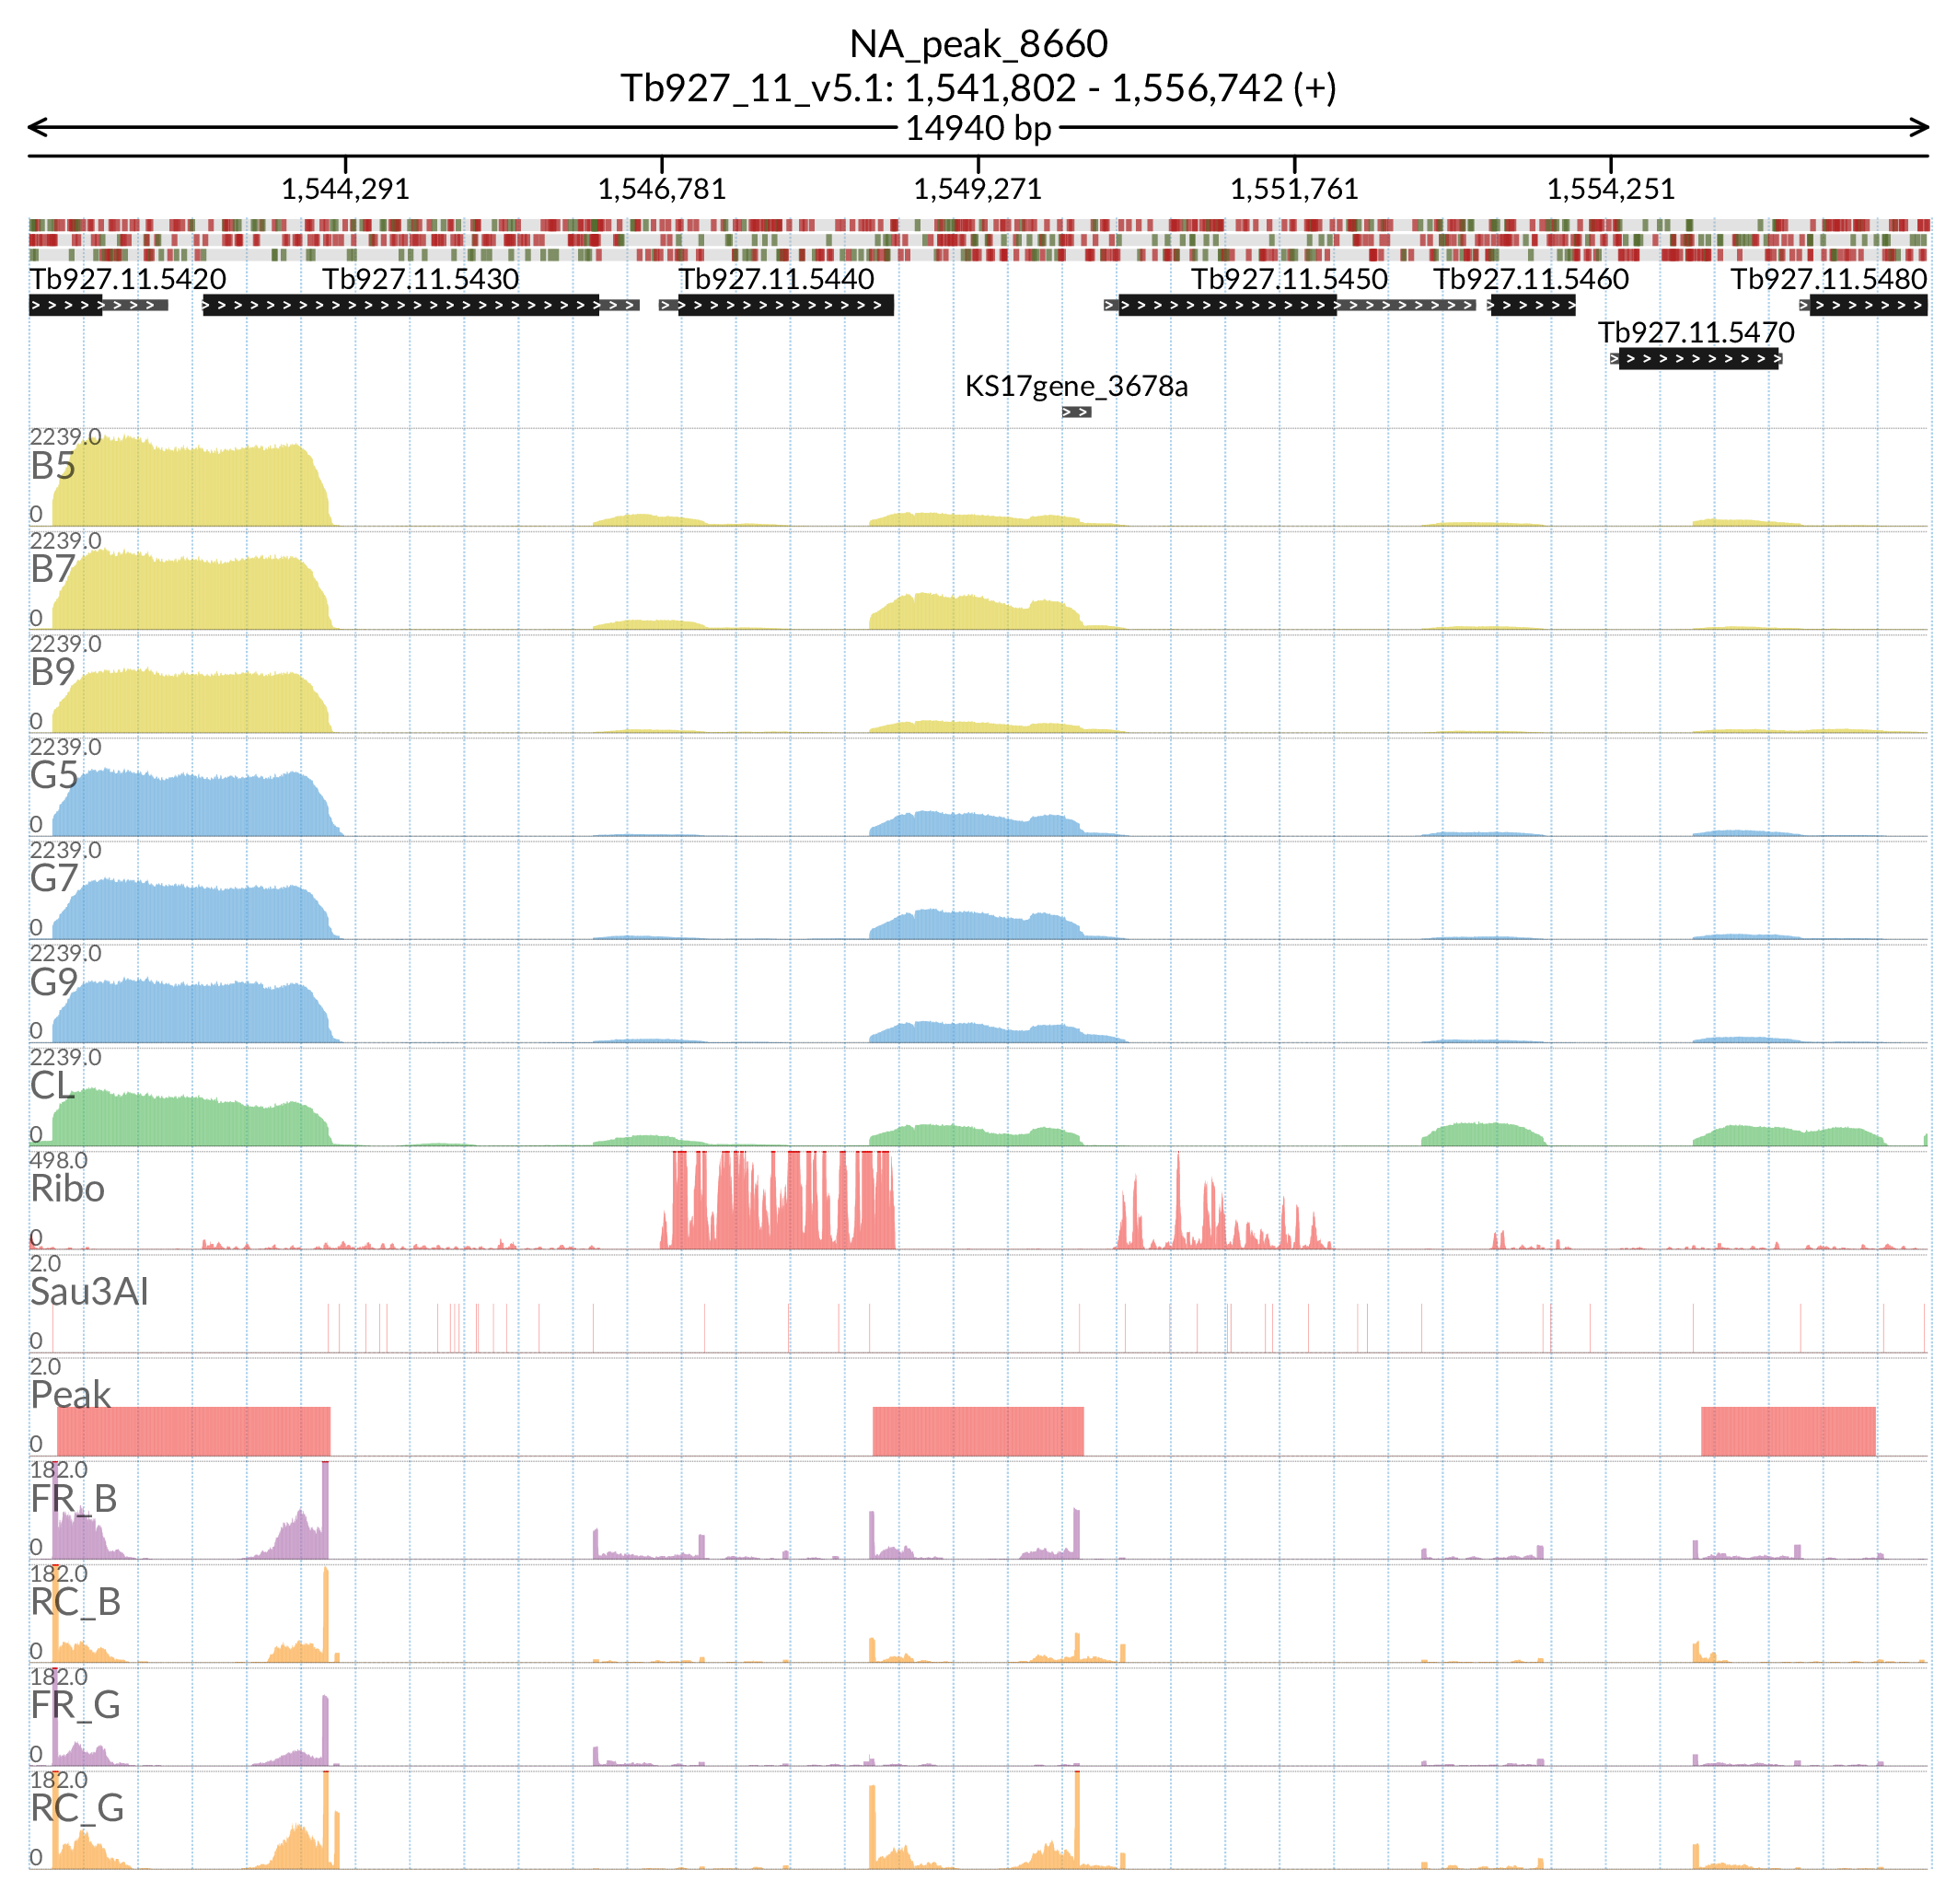 NA_peak_8660
Tb927_11_v5.1: 1,541,802 - 1,556,742 (+)
14940 bp
1,544,291 1,546,781 1,549,271 1,551,761 1,554,251
Tb927.11.5420 Tb927.11.5430 Tb927.11.5440 Tb927.11.5450 Tb927.11.5460 Tb927.11.5480
Tb927.11.5470
KS17gene_3678a
2239.0
B5
0
2239.0
B7
0
2239.0
B9
0
2239.0
G5
0
2239.0
G7
0
2239.0
G9
0
2239.0
CL
0
498.0
Ribo
0
2.0
Sau3AI
0
2.0
Peak
0
182.0
FR_B
0
182.0
RC_B
0
182.0
FR_G
0
182.0
RC_G
0